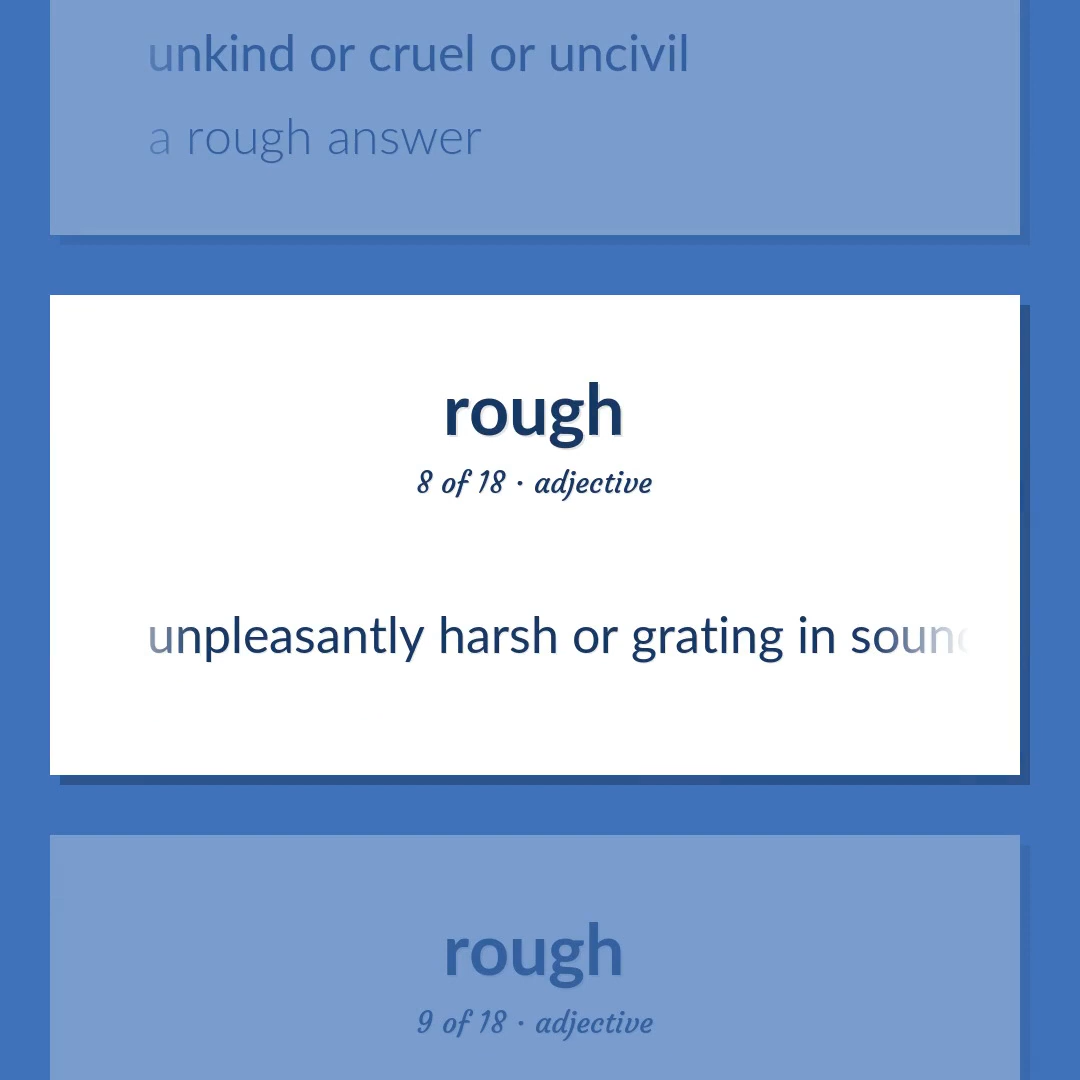 unkind or cruel or uncivil
a rough answer
rough
8 of 18 · adjective
unpleasantly harsh or grating in sound
rough
9 of 18 · adjective